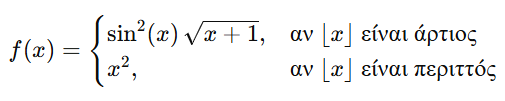 f(x) = { sin²(x) √(x + 1), αν ⌊x⌋ είναι άρτιος
x², αν ⌊x⌋ είναι περιττός